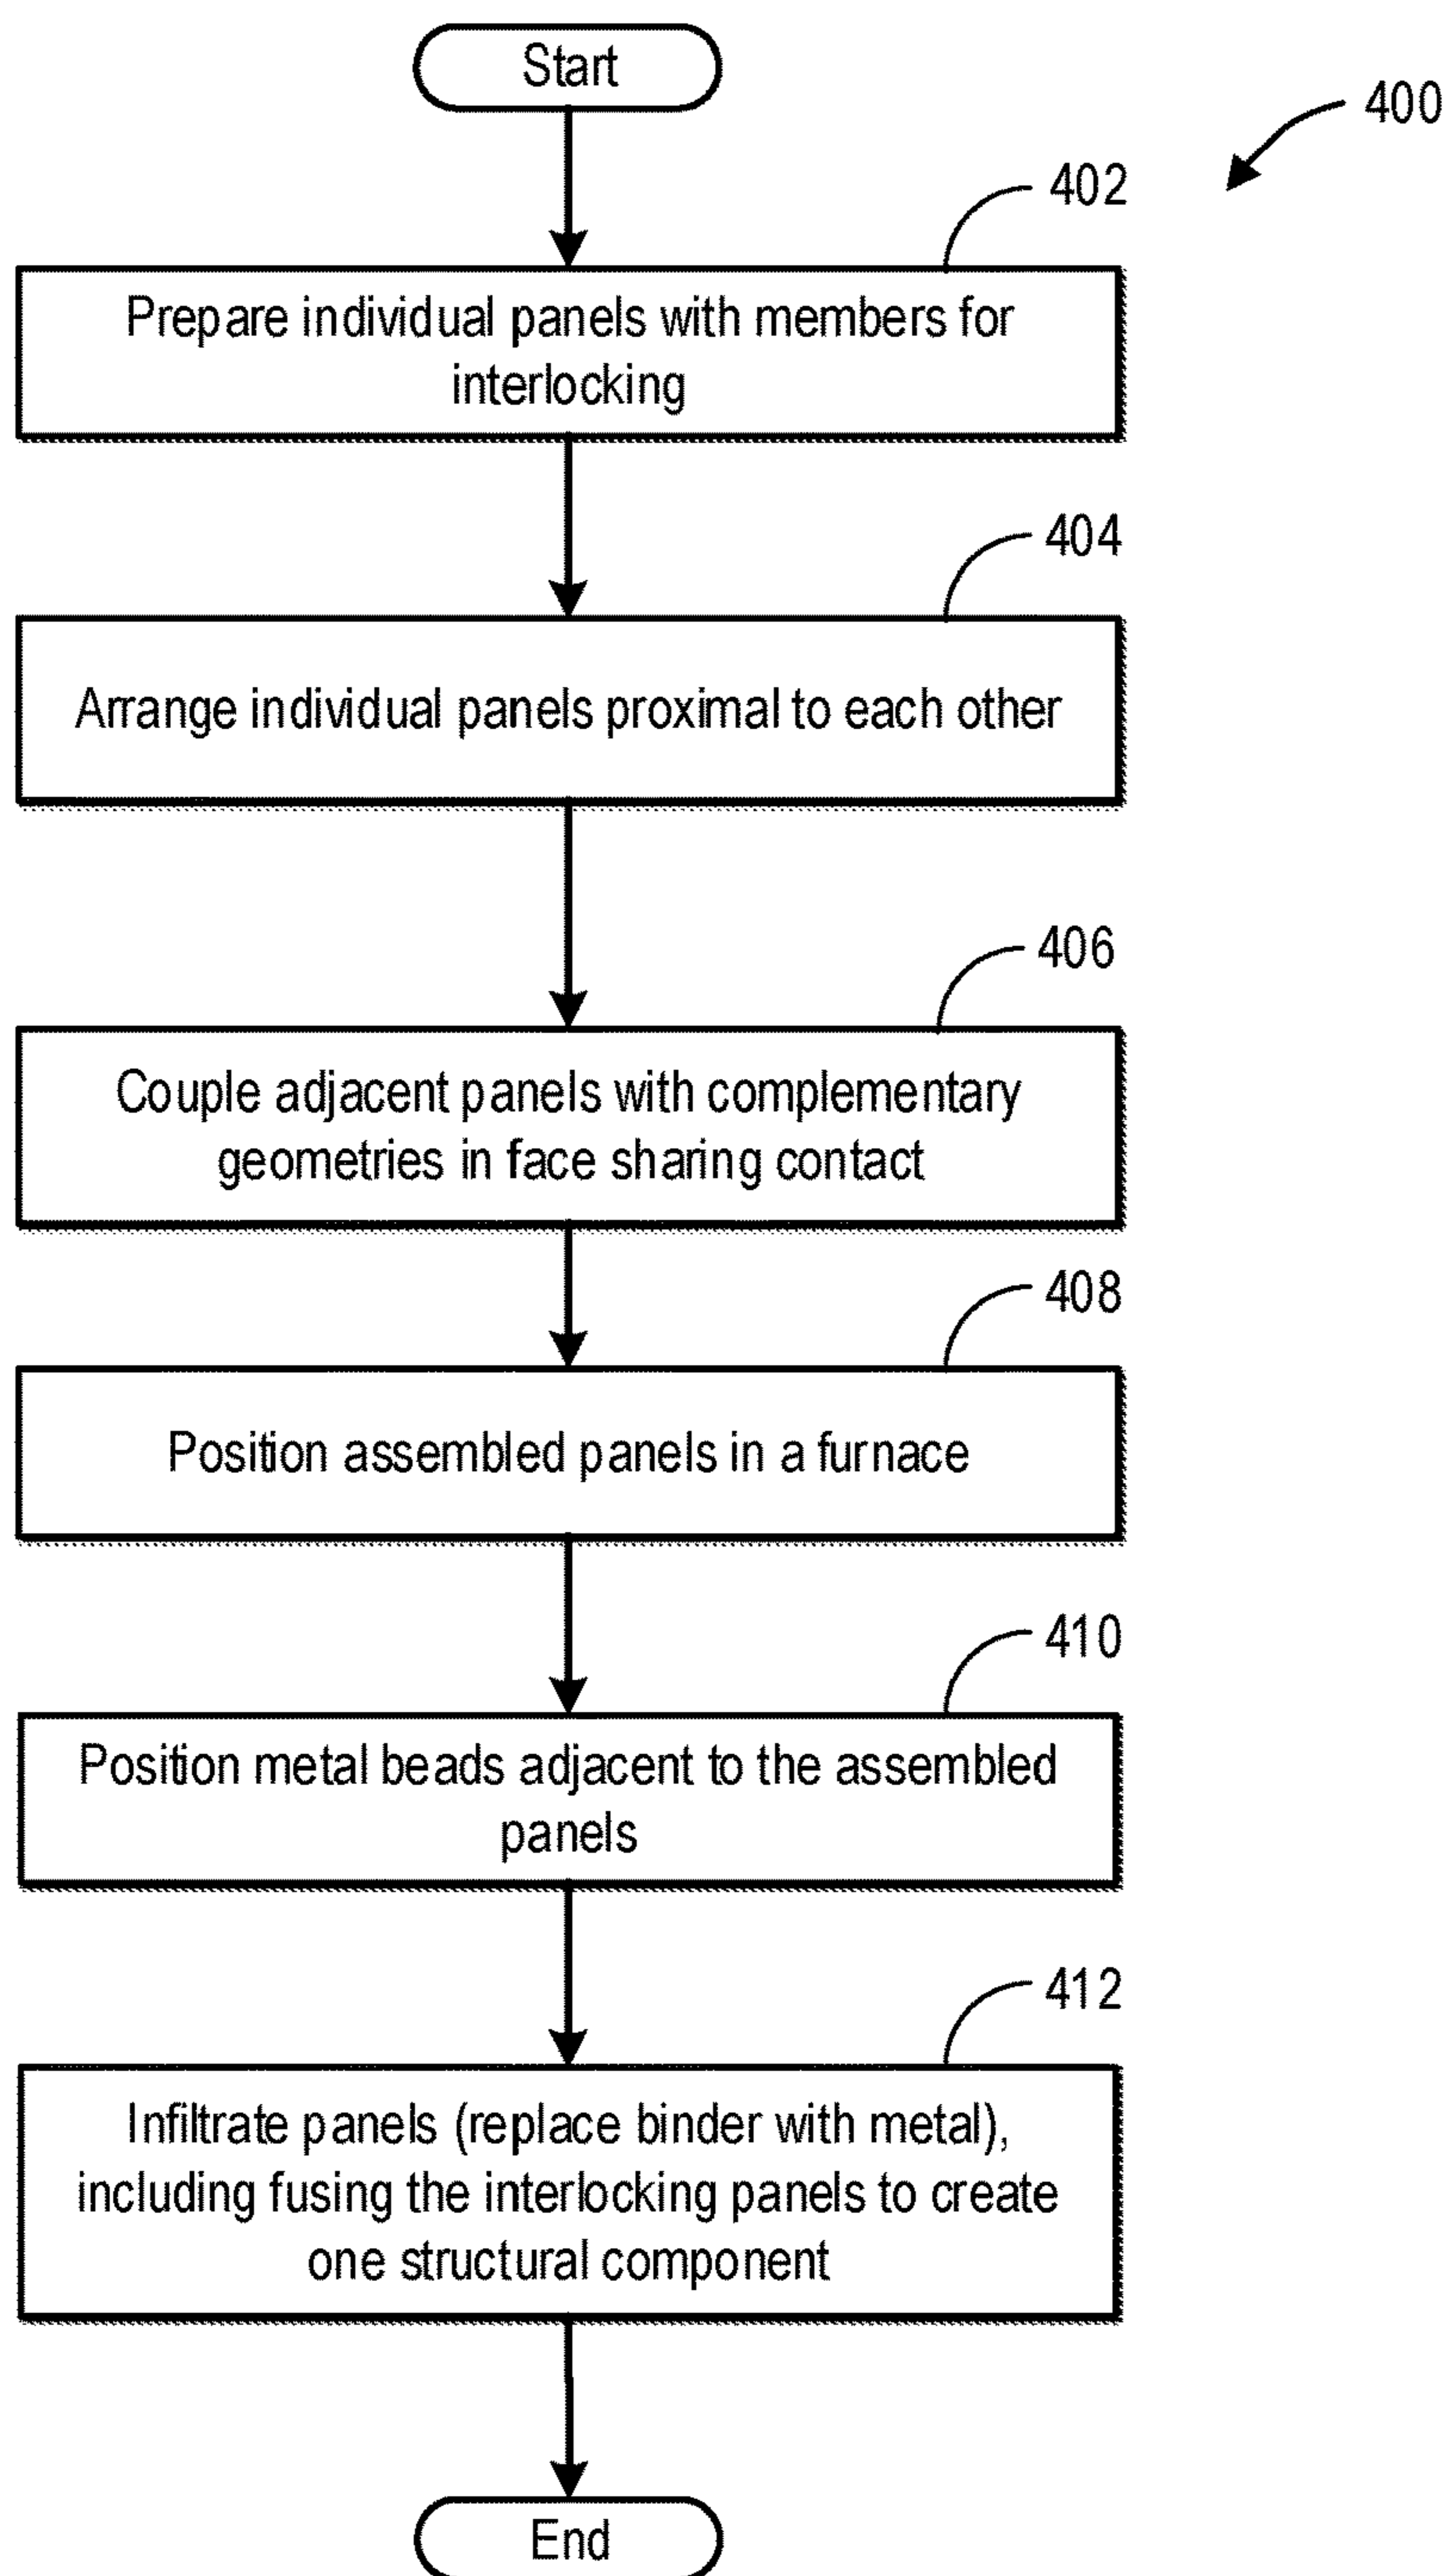 Start
400
402
Prepare individual panels with members for
interlocking
404
Arrange individual panels proximal to each other
406
Couple adjacent panels with complementary
geometries in face sharing contact
408
Position assembled panels in a furnace
410
Position metal beads adjacent to the assembled
panels
412
Infiltrate panels (replace binder with metal),
including fusing the interlocking panels to create
one structural component
End